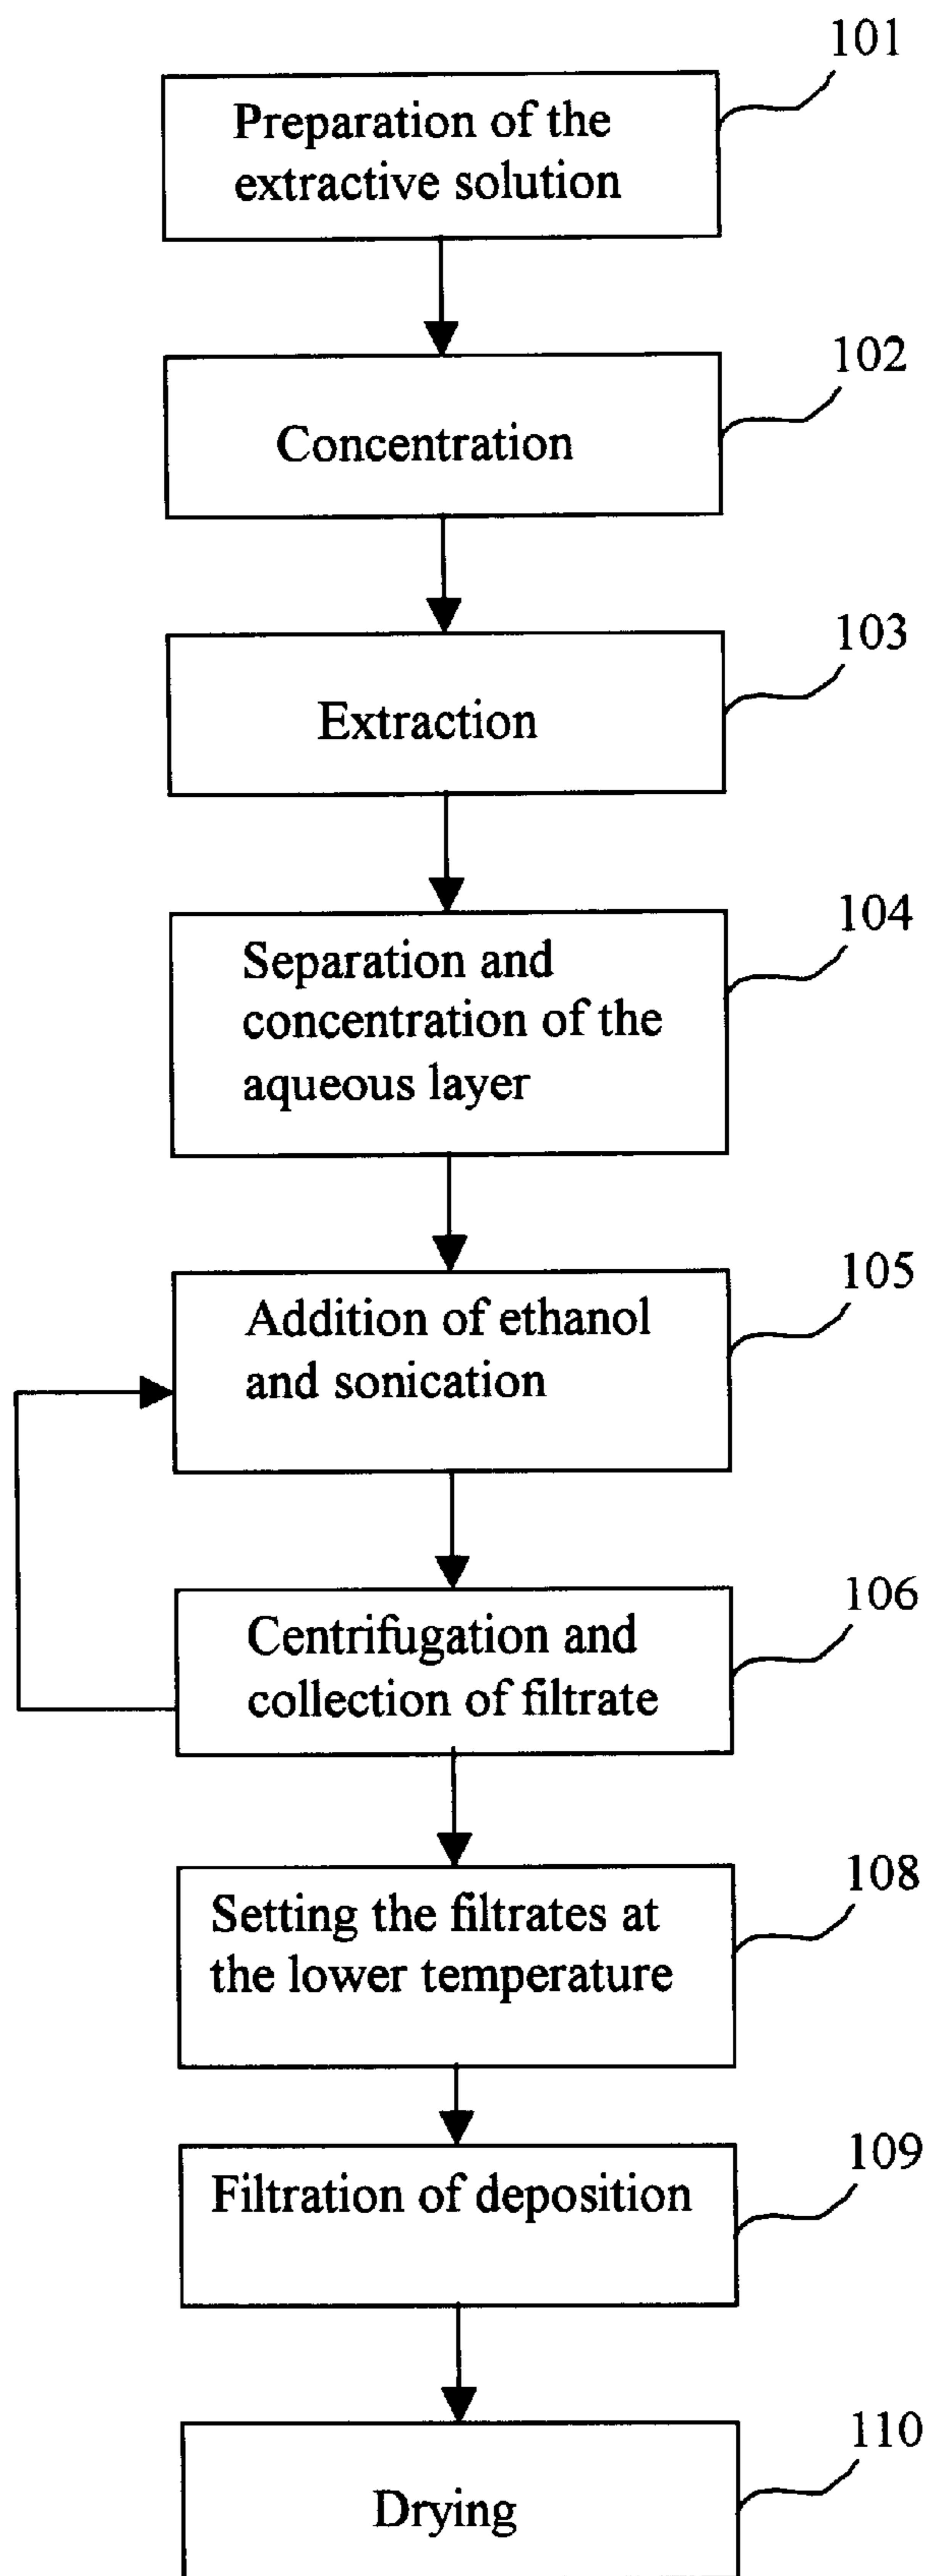 101
Preparation of the
extractive solution
102
Concentration
103
Extraction
104
Separation and
concentration of the
aqueous layer
105
Addition of ethanol
and sonication
106
Centrifugation and
collection of filtrate
108
Setting the filtrates at
the lower temperature
109
Filtration of deposition
110
Drying